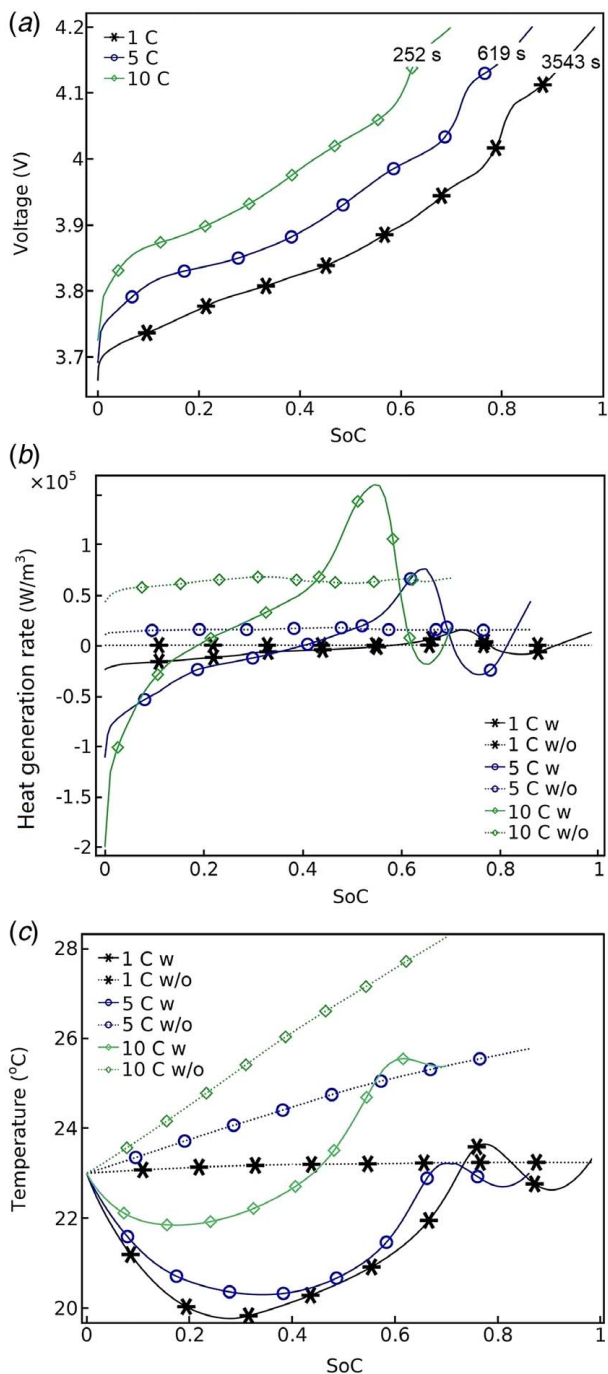 (a)
4.2
4.1
4
3.9
3.8
3.7
Voltage (V)
1 C
5 C
10 C
252 s
619 s
3543 s
0
0.2
0.4
0.6
0.8
1
SoC
(b)
×10⁵
1
0.5
0
-0.5
-1
-1.5
-2
Heat generation rate (W/m³)
1 C w
1 C w/o
5 C w
5 C w/o
10 C w
10 C w/o
0
0.2
0.4
0.6
0.8
1
SoC
(c)
28
26
24
22
20
Temperature (°C)
1 C w
1 C w/o
5 C w
5 C w/o
10 C w
10 C w/o
0
0.2
0.4
0.6
0.8
1
SoC